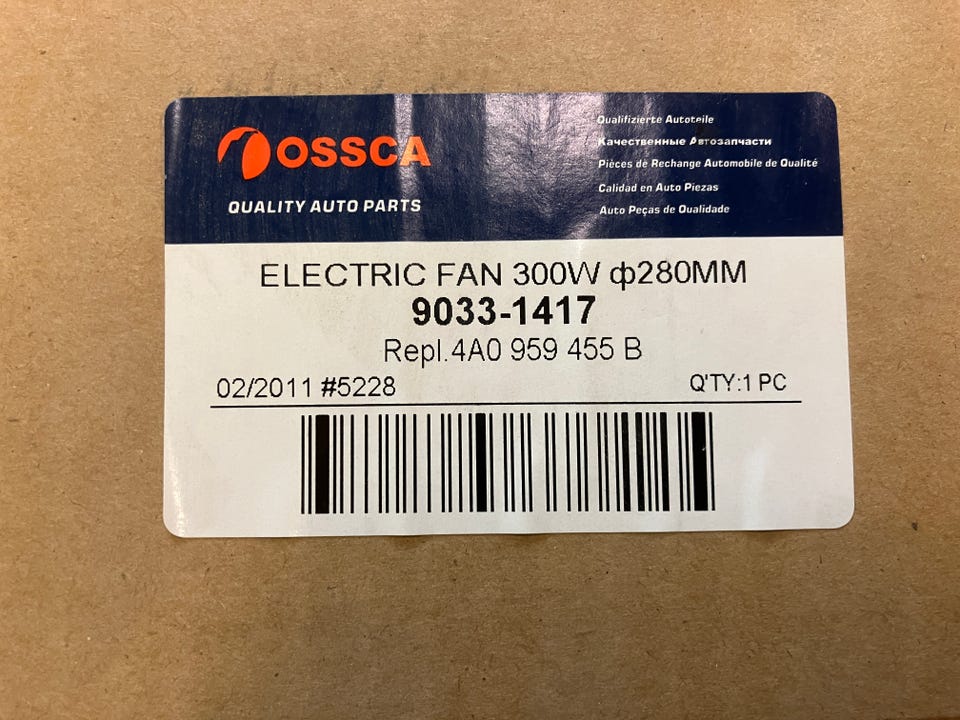 OSSCA
QUALITY AUTO PARTS
Qualifizierte Autoteile
Качественные Автозапчасти
Pièces de Rechange Automobile de Qualité
Calidad en Auto Piezas
Auto Peças de Qualidade
ELECTRIC FAN 300W ф280MM
9033-1417
Repl.4A0 959 455 B
02/2011 #5228 Q'TY:1 PC